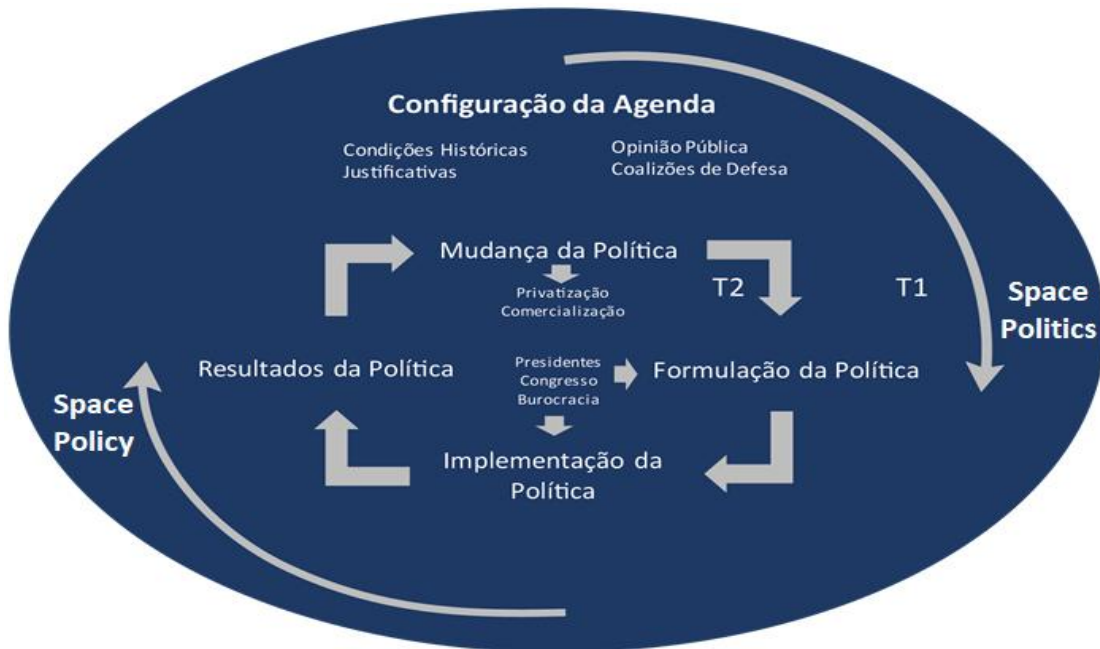 Configuração da Agenda
Condições Históricas
Justificativas
Opinião Pública
Coalizões de Defesa
Mudança da Política
Privatização
Comercialização
T2
T1
Space
Politics
Resultados da Política
Presidentes
Congresso
Burocracia
Formulação da Política
Space
Policy
Implementação da
Política